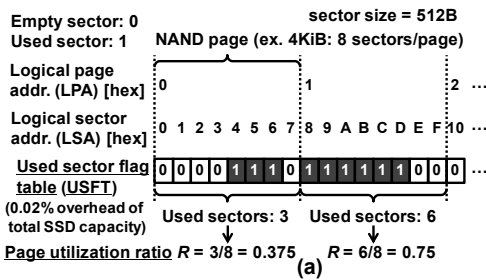 Empty sector: 0
sector size = 512B
Used sector: 1
NAND page (ex. 4KiB: 8 sectors/page)
Logical page addr. (LPA) [hex]
0 1 2 ...
Logical sector addr. (LSA) [hex]
0 1 2 3 4 5 6 7 8 9 A B C D E F 10 ...
Used sector flag table (USFT)
0 0 0 0 1 1 1 0 1 1 1 1 1 1 0 0 0 ...
(0.02% overhead of total SSD capacity)
Used sectors: 3 Used sectors: 6
Page utilization ratio R = 3/8 = 0.375 R = 6/8 = 0.75
(a)